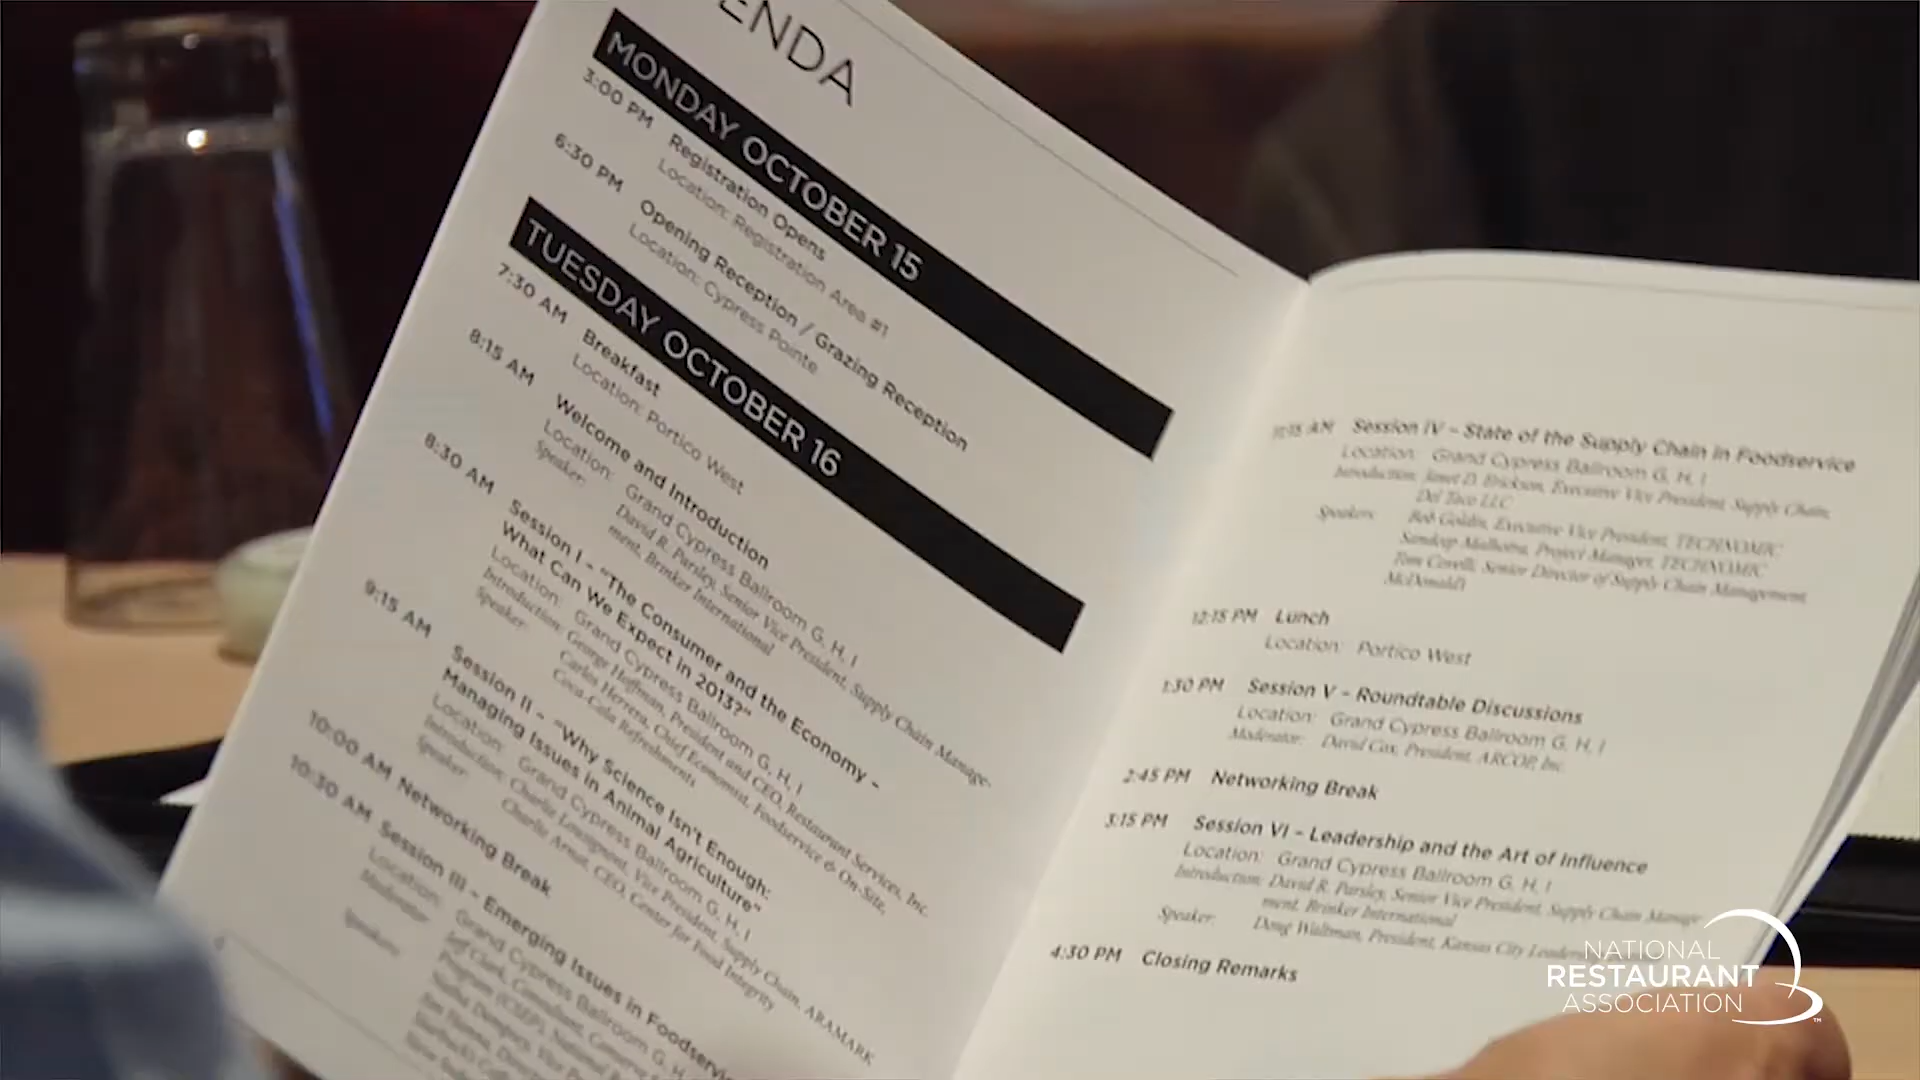 ENDA
MONDAY OCTOBER 15
3:00 PM Registration Opens
Location: Registration Area #1
6:30 PM Opening Reception / Grazing Reception
Location: Cypress Pointe
TUESDAY OCTOBER 16
7:30 AM Breakfast
Location: Portico West
8:15 AM Welcome and Introduction
Location: Grand Cypress Ballroom G, H, I
Speaker: David R. Parsley, Senior Vice President, Supply Chain Manage-
ment, Brinker International
8:30 AM Session I – "The Consumer and the Economy –
What Can We Expect in 2013?"
Location: Grand Cypress Ballroom G, H, I
Introduction: George Hoffman, President and CEO, Restaurant Services, Inc.
Speaker: Carlos Herrera, Chief Economist, Foodservice & On-Site,
Coca-Cola Refreshments
9:15 AM Session II – "Why Science Isn't Enough:
Managing Issues in Animal Agriculture"
Location: Grand Cypress Ballroom G, H, I
Introduction: Charlie Lousignont, Vice President, Supply Chain, ARAMARK
Speaker: Charlie Arnot, CEO, Center for Food Integrity
10:00 AM Networking Break
10:30 AM Session III – Emerging Issues in Foodservi
Location: Grand Cypress Ballroom G, H,
Moderator: Jeff Clark,
Speakers:
11:15 AM Session IV – State of the Supply Chain in Foodservice
Location: Grand Cypress Ballroom G, H, I
Introduction: Janet D. Erickson, Executive Vice President, Supply Chain,
Del Taco LLC
Speakers: Bob Goldin, Executive Vice President, TECHNOMIC
Sandeep Malhotra, Project Manager, TECHNOMIC
Tom Covelli, Senior Director of Supply Chain Management,
McDonald's
12:15 PM Lunch
Location: Portico West
1:30 PM Session V – Roundtable Discussions
Location: Grand Cypress Ballroom G, H, I
Moderator: David Cox, President, ARCOP, Inc.
2:45 PM Networking Break
3:15 PM Session VI – Leadership and the Art of Influence
Location: Grand Cypress Ballroom G, H, I
Introduction: David R. Parsley, Senior Vice President, Supply Chain Manage-
ment, Brinker International
Speaker: Doug Waltman, President, Kansas City Leaders
4:30 PM Closing Remarks
NATIONAL
RESTAURANT
ASSOCIATION